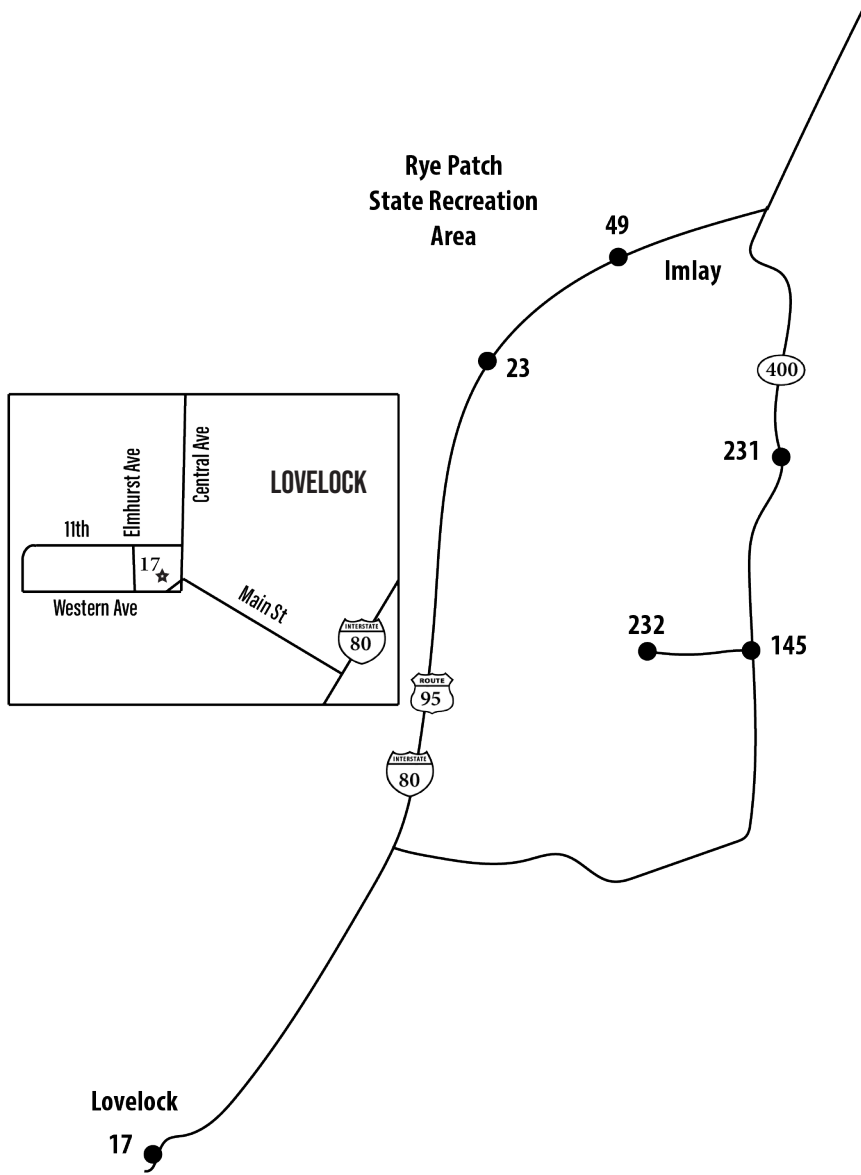 Rye Patch
State Recreation
Area
49
Imlay
23
400
231
232
145
LOVELOCK
Elmhurst Ave
Central Ave
11th
17
Western Ave
Main St
INTERSTATE
80
ROUTE
95
INTERSTATE
80
Lovelock
17